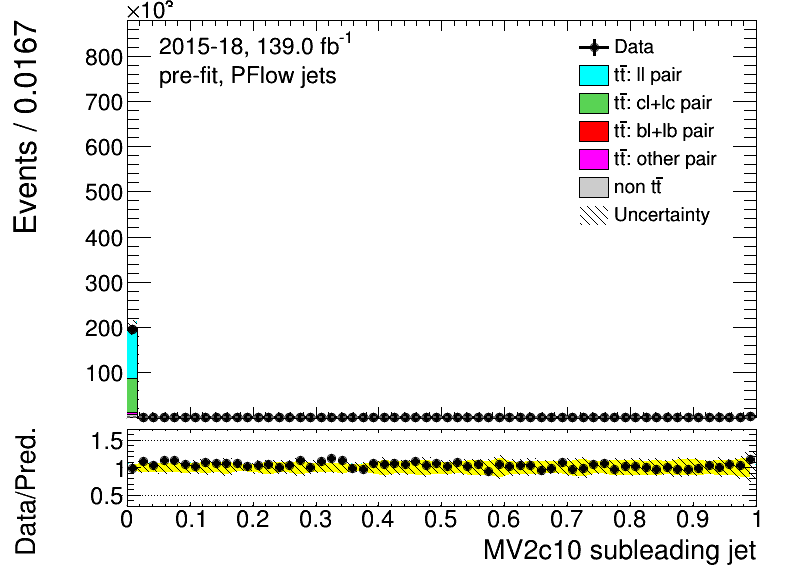 ×10³
2015-18, 139.0 fb⁻¹
pre-fit, PFlow jets
Data
tt̄: ll pair
tt̄: cl+lc pair
tt̄: bl+lb pair
tt̄: other pair
non tt̄
Uncertainty
Events / 0.0167
800
700
600
500
400
300
200
100
Data/Pred.
1.5
1
0.5
0 0.1 0.2 0.3 0.4 0.5 0.6 0.7 0.8 0.9 1
MV2c10 subleading jet